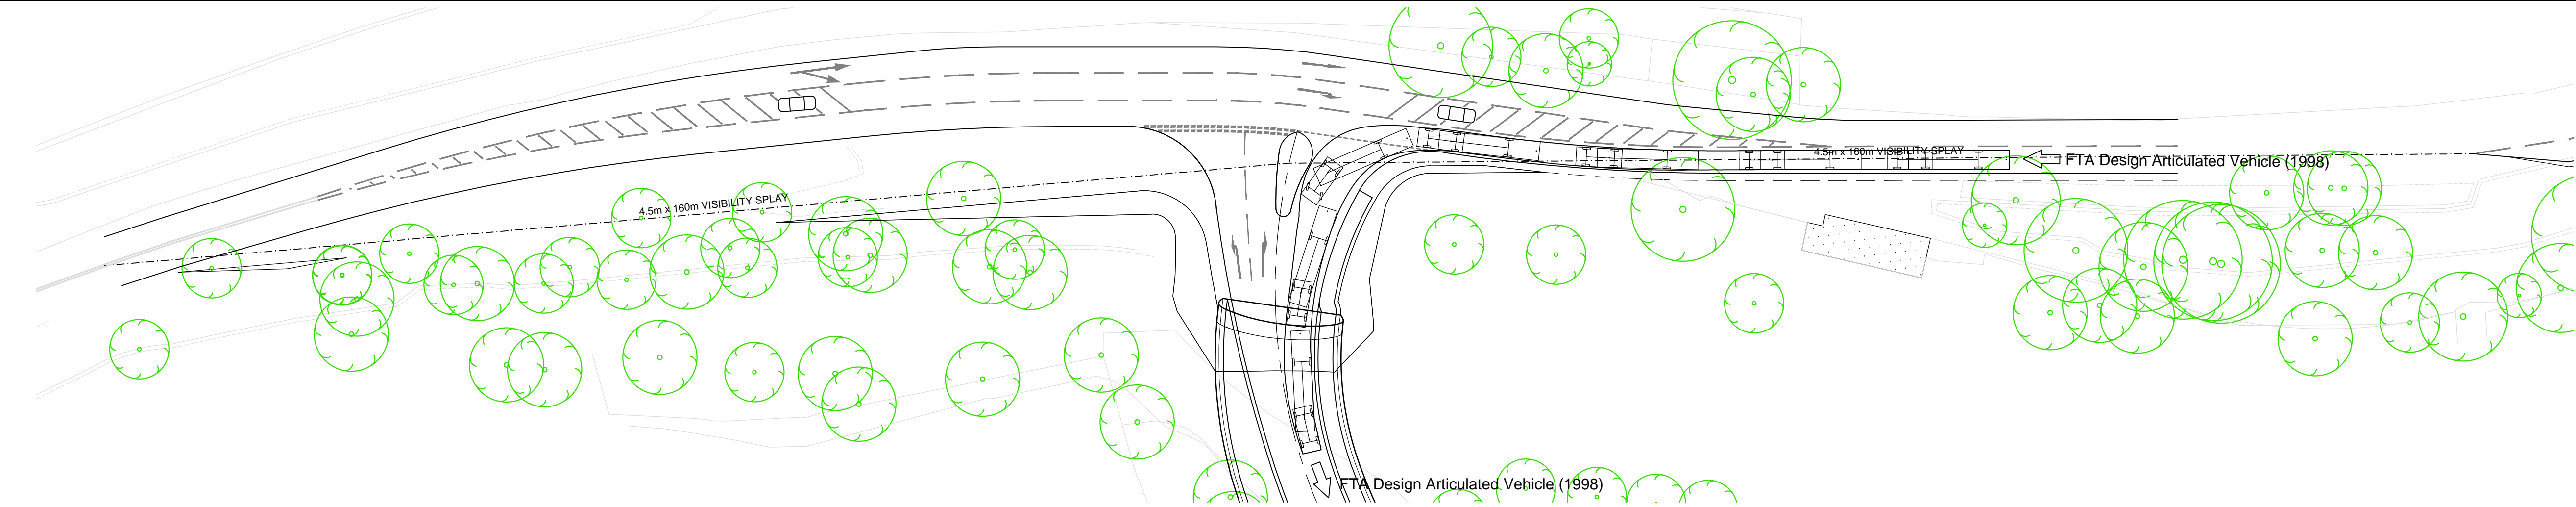 4.5m x 160m VISIBILITY SPLAY
FTA Design Articulated Vehicle (1998)
4.5m x 160m VISIBILITY SPLAY
FTA Design Articulated Vehicle (1998)